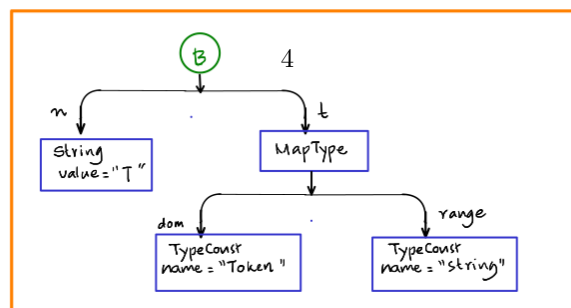 B
4
n
t
String
value="T"
MapType
dom
range
TypeConst
name="Token"
TypeConst
name="String"